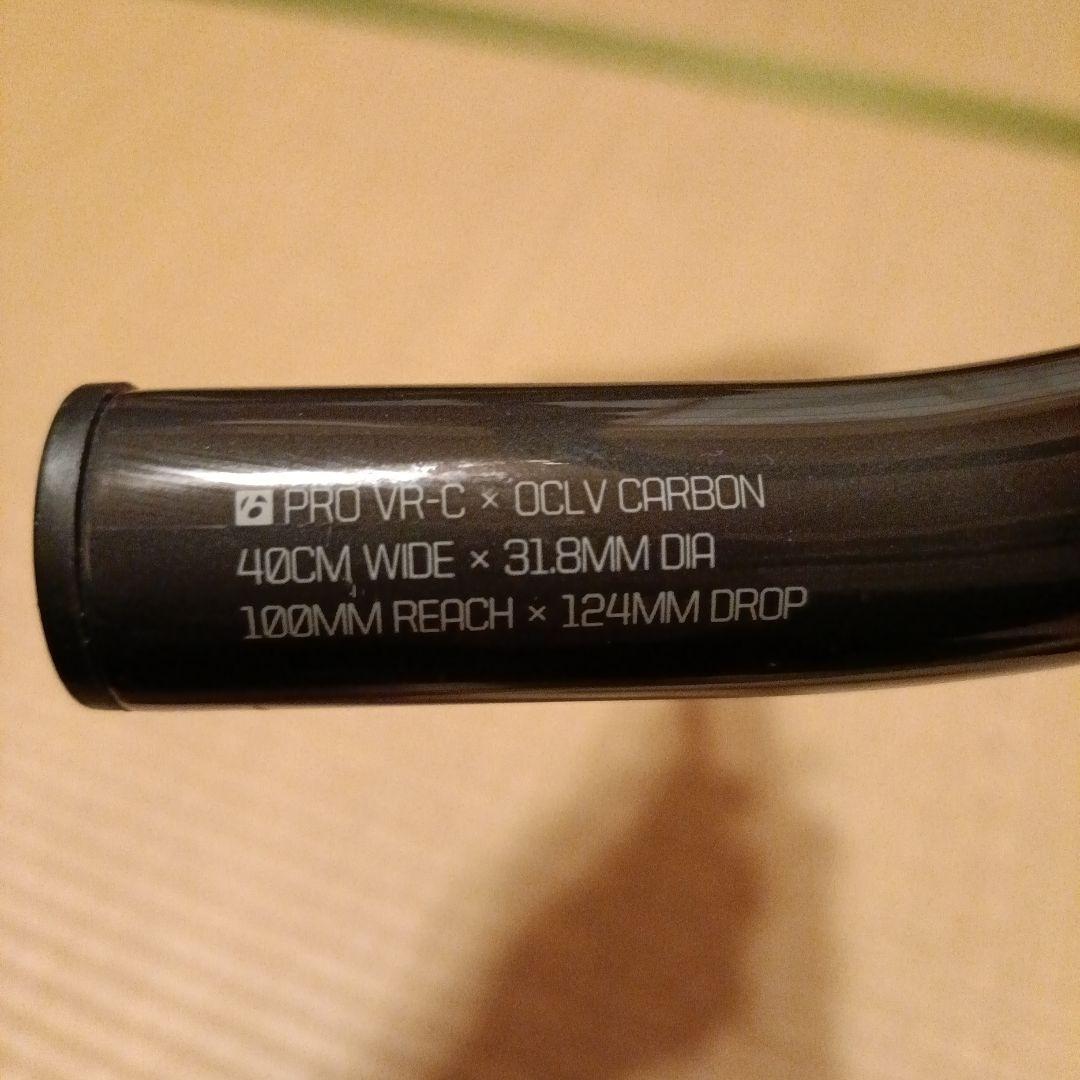 PRO VR-C × OCLV CARBON
40CM WIDE × 31.8MM DIA
100MM REACH × 124MM DROP